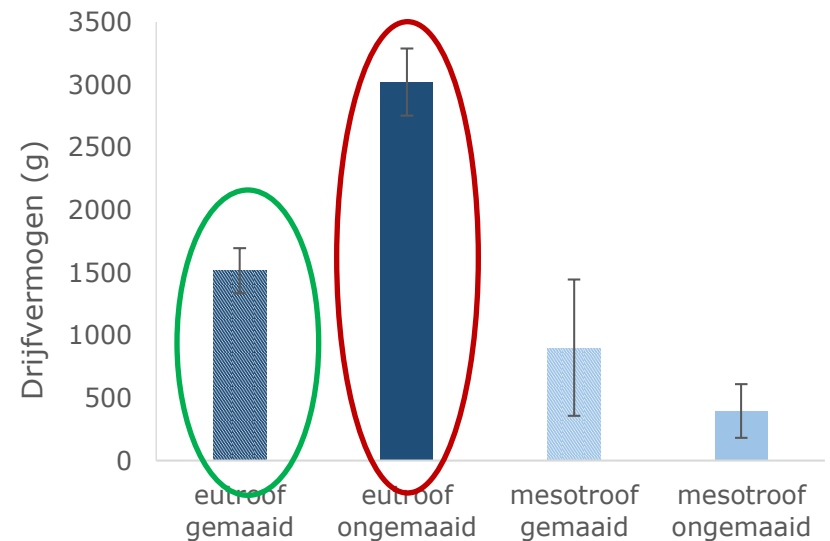 3500
3000
2500
2000
1500
1000
500
0
Drijfvermogen (g)
eutroof
gemaaid
eutroof
ongemaaid
mesotroof
gemaaid
mesotroof
ongemaaid